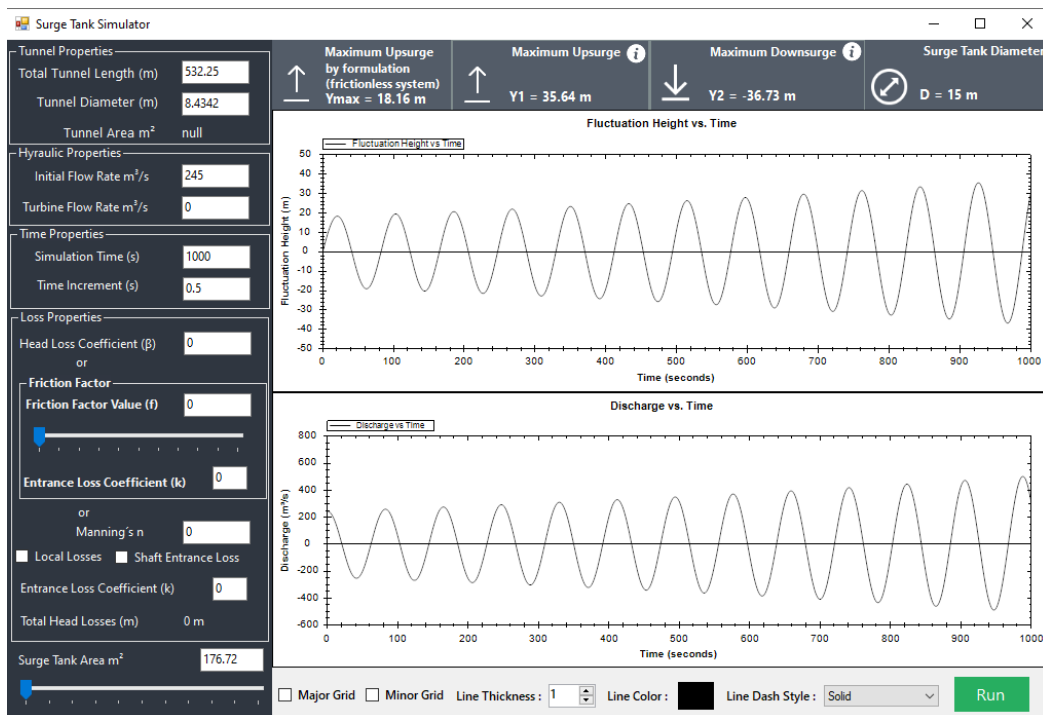 Surge Tank Simulator
Tunnel Properties
Total Tunnel Length (m) 532.25
Tunnel Diameter (m) 8.4342
Tunnel Area m² null
Hyraulic Properties
Initial Flow Rate m³/s 245
Turbine Flow Rate m³/s 0
Time Properties
Simulation Time (s) 1000
Time Increment (s) 0.5
Loss Properties
Head Loss Coefficient (β) 0
or
Friction Factor
Friction Factor Value (f) 0
Entrance Loss Coefficient (k) 0
or
Manning´s n 0
Local Losses Shaft Entrance Loss
Entrance Loss Coefficient (k) 0
Total Head Losses (m) 0 m
Surge Tank Area m² 176.72
Maximum Upsurge
by formulation
(frictionless system)
Ymax = 18.16 m
Maximum Upsurge i
Y1 = 35.64 m
Maximum Downsurge i
Y2 = -36.73 m
Surge Tank Diameter
D = 15 m
Fluctuation Height vs. Time
Fluctuation Height vs Time
Fluctuation Height (m)
50
40
30
20
10
0
-10
-20
-30
-40
-50
0 100 200 300 400 500 600 700 800 900 1000
Time (seconds)
Discharge vs. Time
Discharge vs Time
Discharge (m³/s)
800
600
400
200
0
-200
-400
-600
0 100 200 300 400 500 600 700 800 900 1000
Time (seconds)
Major Grid Minor Grid Line Thickness : 1 Line Color : Line Dash Style : Solid Run